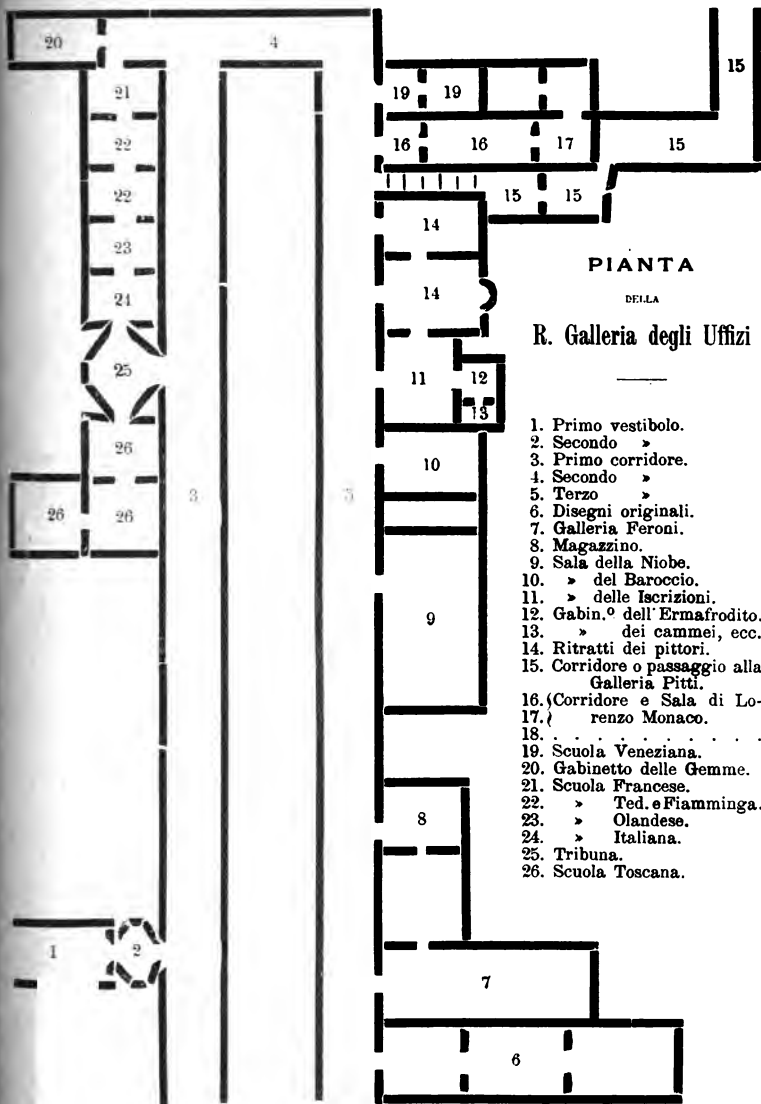 20
4
15
21
19 19
22
16 16 17 15
22
15 15
23
14
24
14
25
11 12
13
26
10
26 26
3 5
9
8
1 2
7
6
PIANTA
DELLA
R. Galleria degli Uffizi
1. Primo vestibolo.
2. Secondo »
3. Primo corridore.
4. Secondo »
5. Terzo »
6. Disegni originali.
7. Galleria Feroni.
8. Magazzino.
9. Sala della Niobe.
10. » del Baroccio.
11. » delle Iscrizioni.
12. Gabin.º dell'Ermafrodito.
13. » dei cammei, ecc.
14. Ritratti dei pittori.
15. Corridore o passaggio alla
Galleria Pitti.
16. Corridore e Sala di Lo-
17. renzo Monaco.
18. . . . . . . . . . .
19. Scuola Veneziana.
20. Gabinetto delle Gemme.
21. Scuola Francese.
22. » Ted. e Fiamminga.
23. » Olandese.
24. » Italiana.
25. Tribuna.
26. Scuola Toscana.